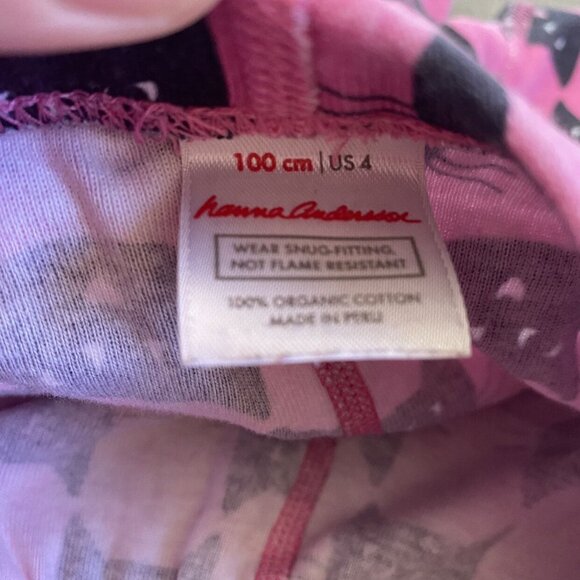 100 cm | US 4
hanna andersson
WEAR SNUG-FITTING,
NOT FLAME RESISTANT
100% ORGANIC COTTON
MADE IN PERU